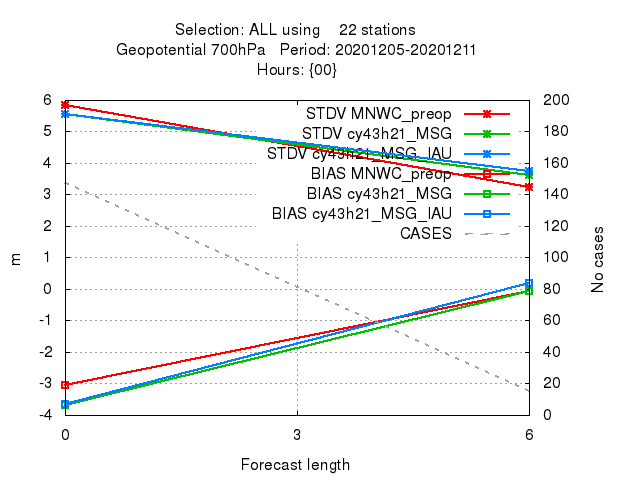 Selection: ALL using    22 stations
Geopotential 700hPa   Period: 20201205-20201211
Hours: {00}
6
5
4
3
2
1
0
-1
-2
-3
-4
m
STDV MNWC_preop
STDV cy43h21_MSG
STDV cy43h21_MSG_IAU
BIAS MNWC_preop
BIAS cy43h21_MSG
BIAS cy43h21_MSG_IAU
CASES
200
180
160
140
120
100
80
60
40
20
0
No cases
0 3 6
Forecast length